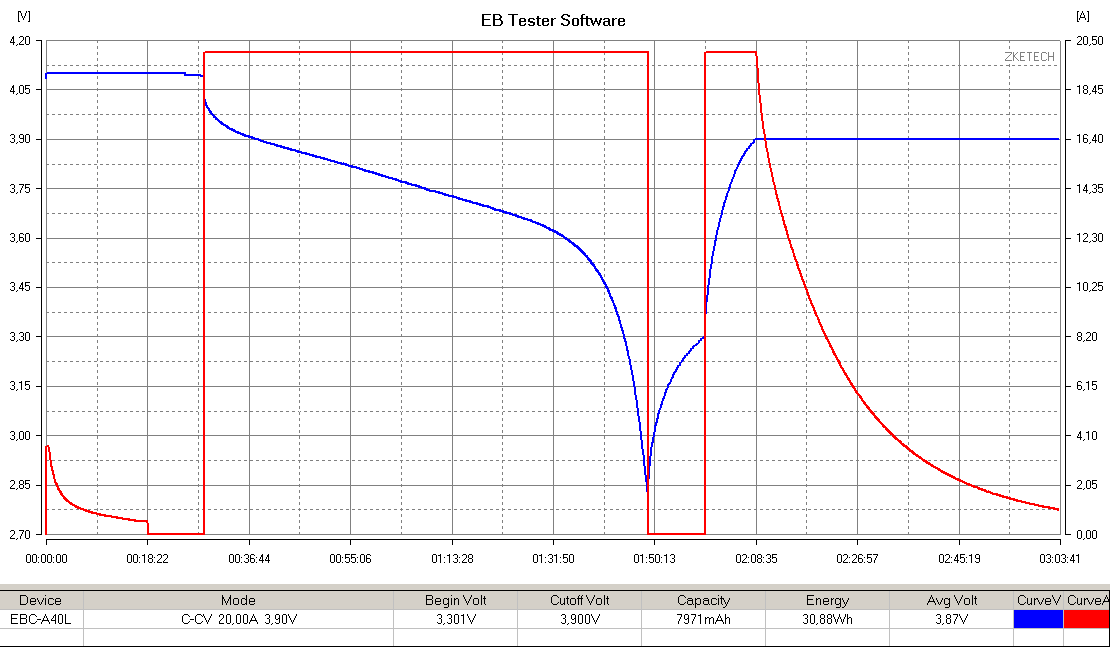 [V] EB Tester Software [A]
4,20 20,50
ZKETECH
4,05 18,45
3,90 16,40
3,75 14,35
3,60 12,30
3,45 10,25
3,30 8,20
3,15 6,15
3,00 4,10
2,85 2,05
2,70 0,00
00:00:00 00:18:22 00:36:44 00:55:06 01:13:28 01:31:50 01:50:13 02:08:35 02:26:57 02:45:19 03:03:41
Device Mode Begin Volt Cutoff Volt Capacity Energy Avg Volt CurveV CurveA
EBC-A40L C-CV 20,00A 3,90V 3,301V 3,900V 7971mAh 30,88Wh 3,87V